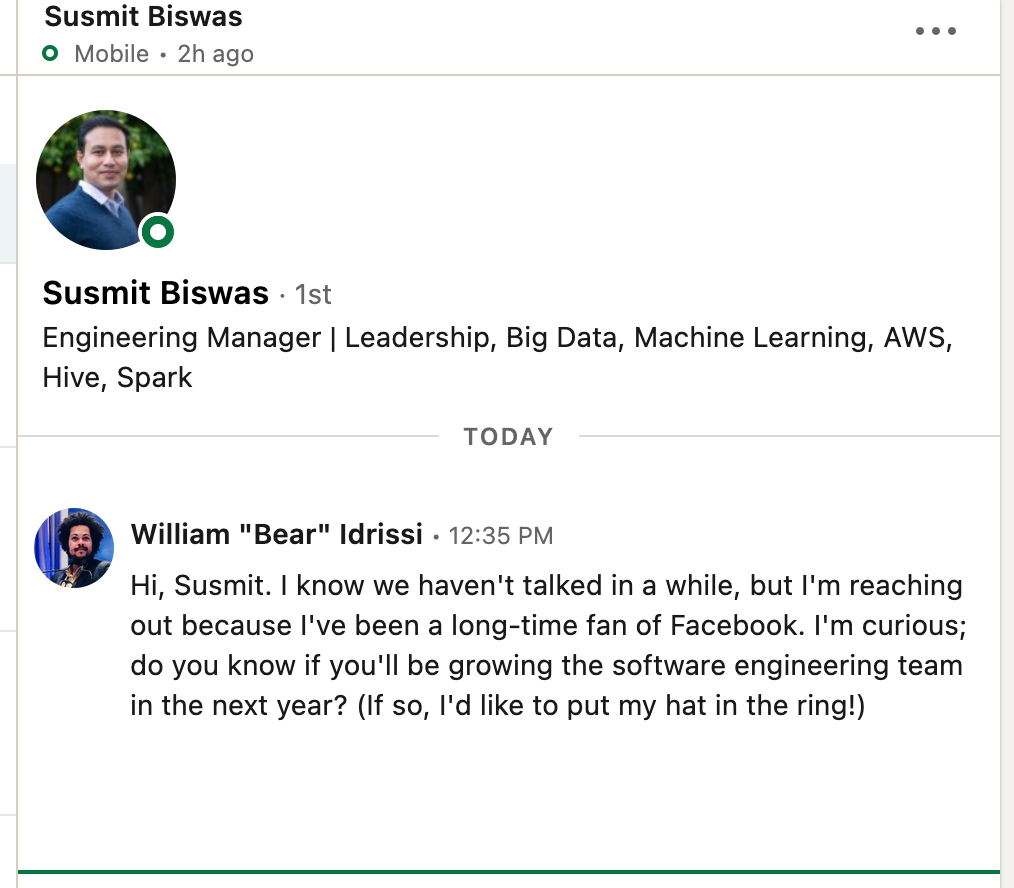 Susmit Biswas
Mobile • 2h ago
Susmit Biswas · 1st
Engineering Manager | Leadership, Big Data, Machine Learning, AWS,
Hive, Spark
TODAY
William "Bear" Idrissi • 12:35 PM
Hi, Susmit. I know we haven't talked in a while, but I'm reaching
out because I've been a long-time fan of Facebook. I'm curious;
do you know if you'll be growing the software engineering team
in the next year? (If so, I'd like to put my hat in the ring!)